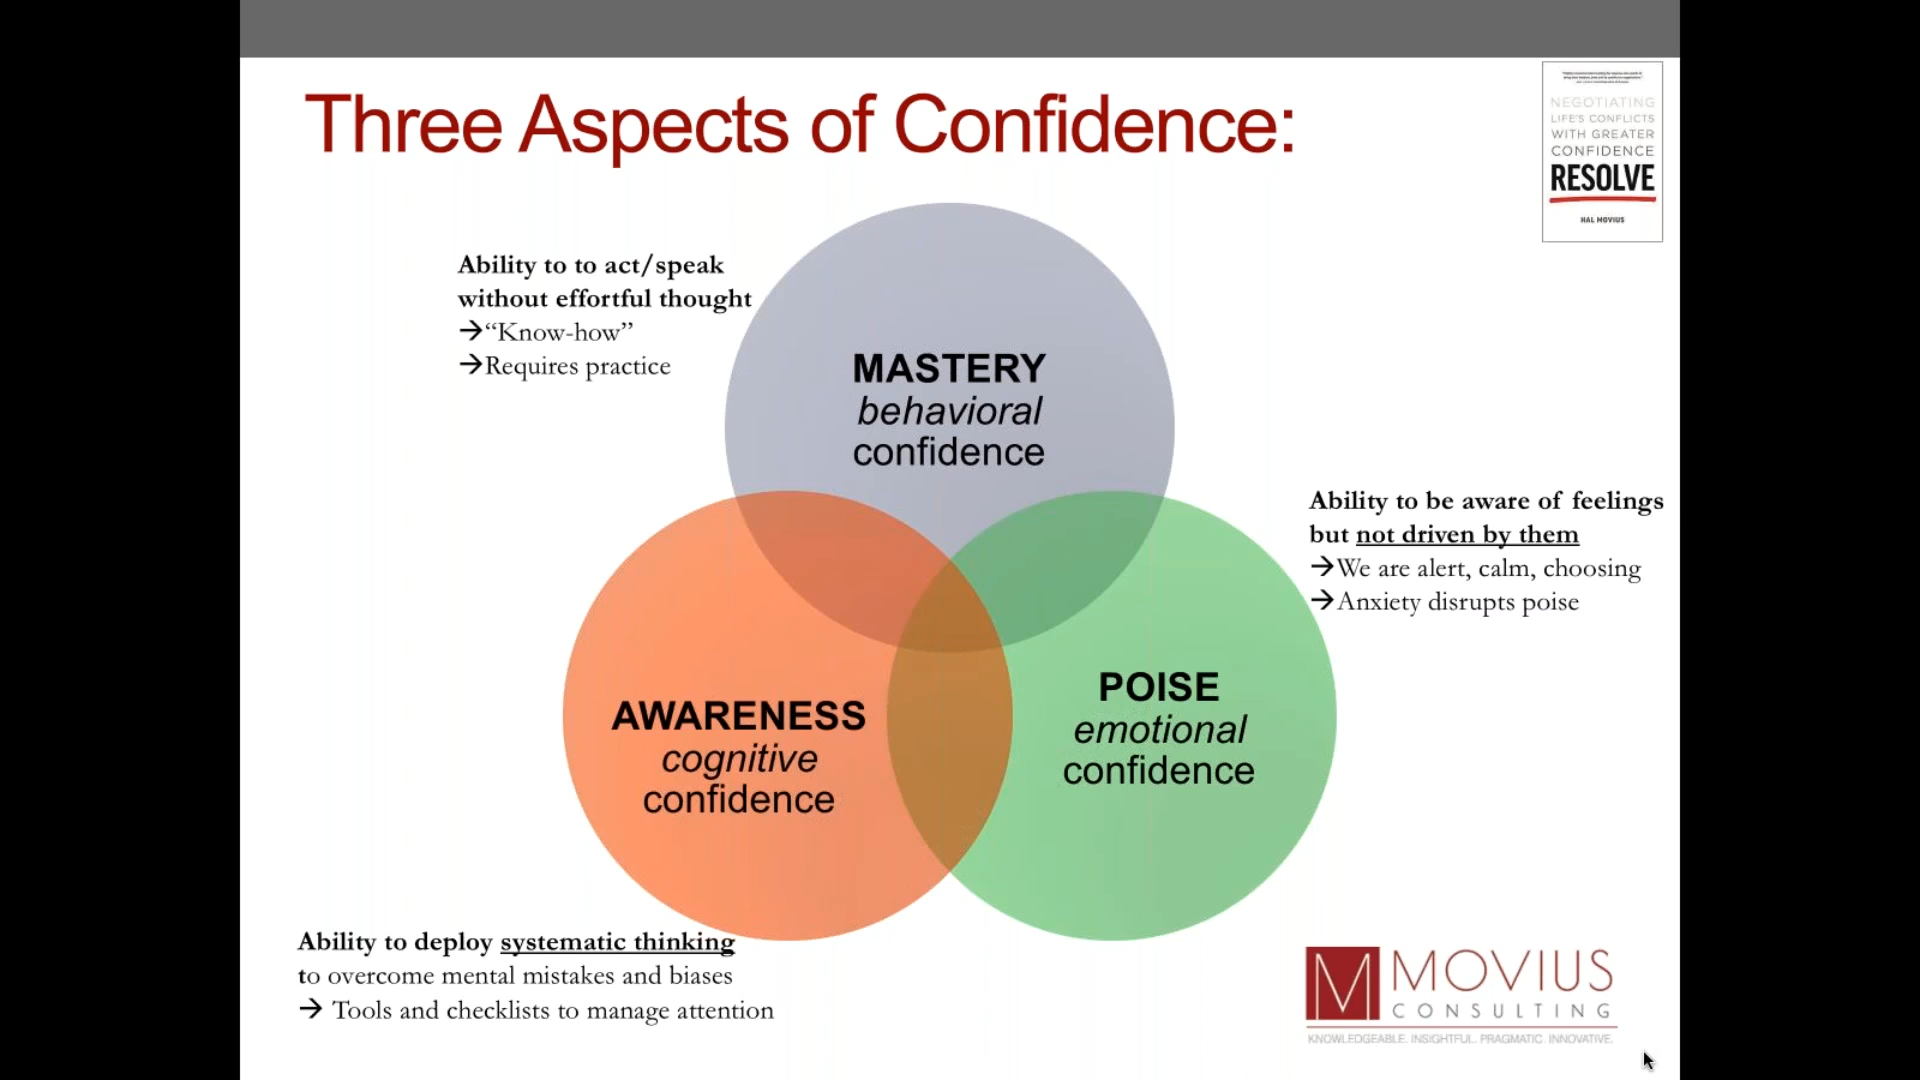 Three Aspects of Confidence:
NEGOTIATING
LIFE'S CONFLICTS
WITH GREATER
CONFIDENCE
RESOLVE
HAL MOVIUS
Ability to to act/speak
without effortful thought
→“Know-how”
→Requires practice
MASTERY
behavioral
confidence
Ability to be aware of feelings
but not driven by them
→We are alert, calm, choosing
→Anxiety disrupts poise
AWARENESS
cognitive
confidence
POISE
emotional
confidence
Ability to deploy systematic thinking
to overcome mental mistakes and biases
→ Tools and checklists to manage attention
M MOVIUS
CONSULTING
KNOWLEDGEABLE. INSIGHTFUL. PRAGMATIC. INNOVATIVE.